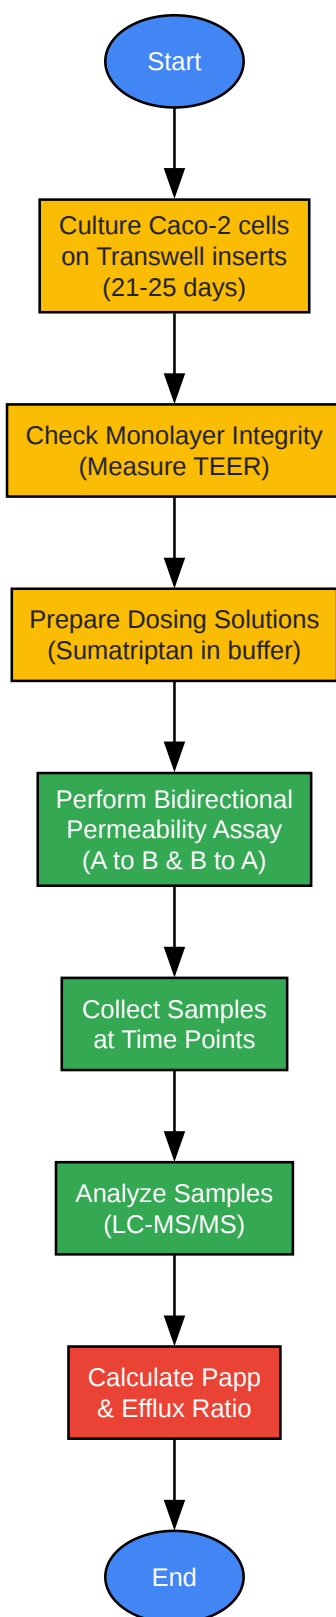 Start
Culture Caco-2 cells
on Transwell inserts
(21-25 days)
Check Monolayer Integrity
(Measure TEER)
Prepare Dosing Solutions
(Sumatriptan in buffer)
Perform Bidirectional
Permeability Assay
(A to B & B to A)
Collect Samples
at Time Points
Analyze Samples
(LC-MS/MS)
Calculate Papp
& Efflux Ratio
End